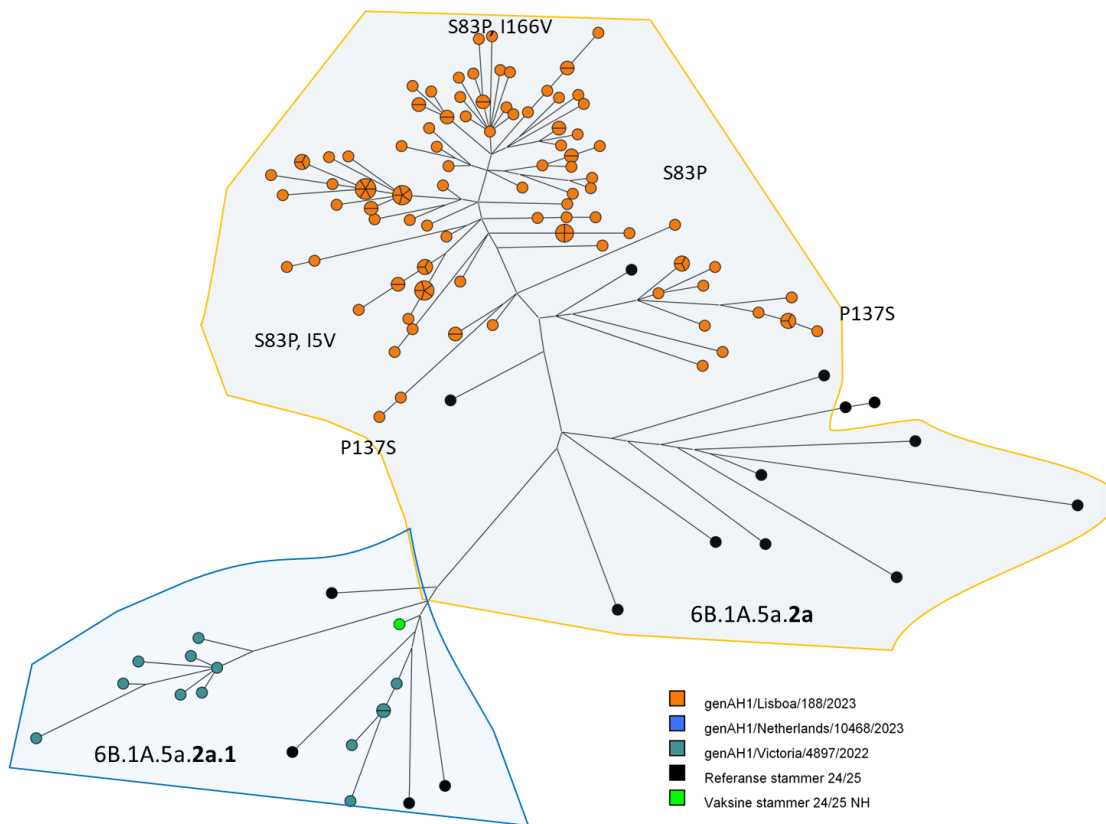 S83P, I166V
S83P
P137S
S83P, I5V
P137S
6B.1A.5a.2a
6B.1A.5a.2a.1
genAH1/Lisboa/188/2023
genAH1/Netherlands/10468/2023
genAH1/Victoria/4897/2022
Referanse stammer 24/25
Vaksine stammer 24/25 NH